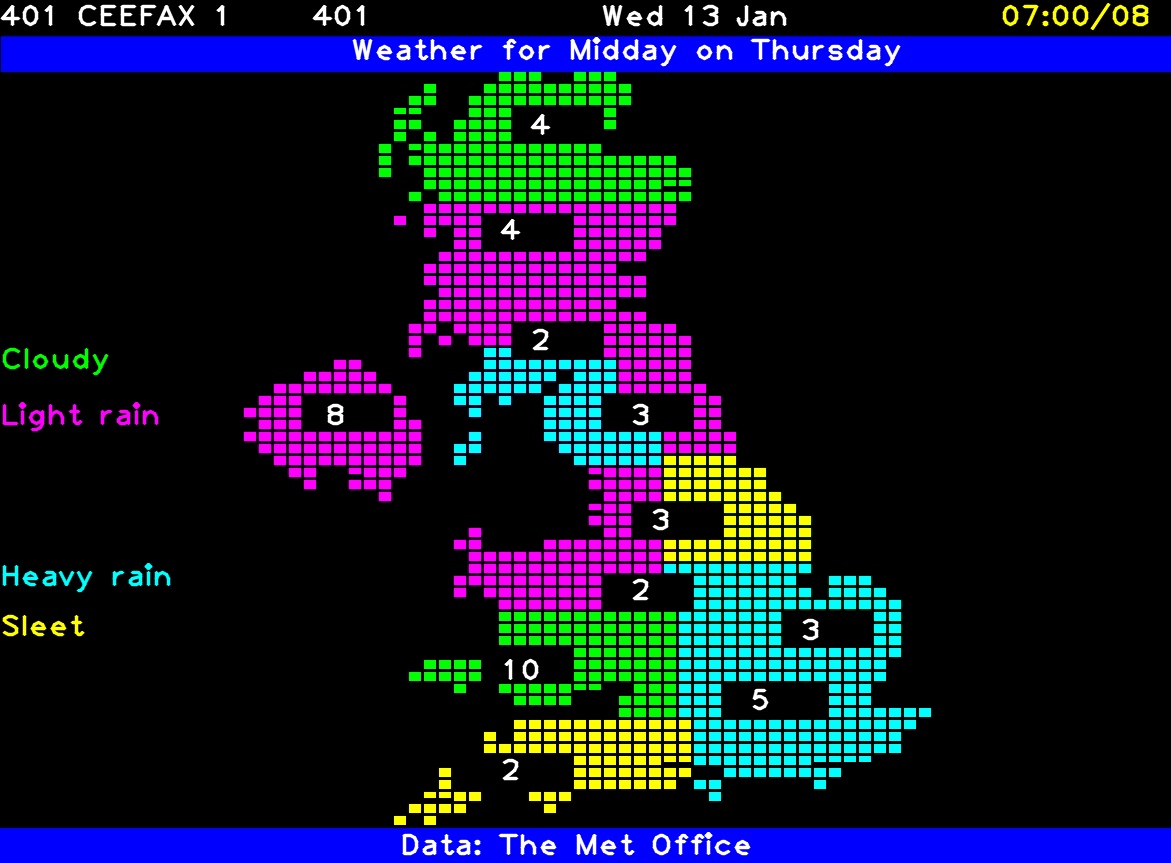 401 CEEFAX 1 401 Wed 13 Jan 07:00/08
Weather for Midday on Thursday
4
4
2
Cloudy
Light rain 8 3
3
Heavy rain
2
Sleet 3
10
5
2
Data: The Met Office